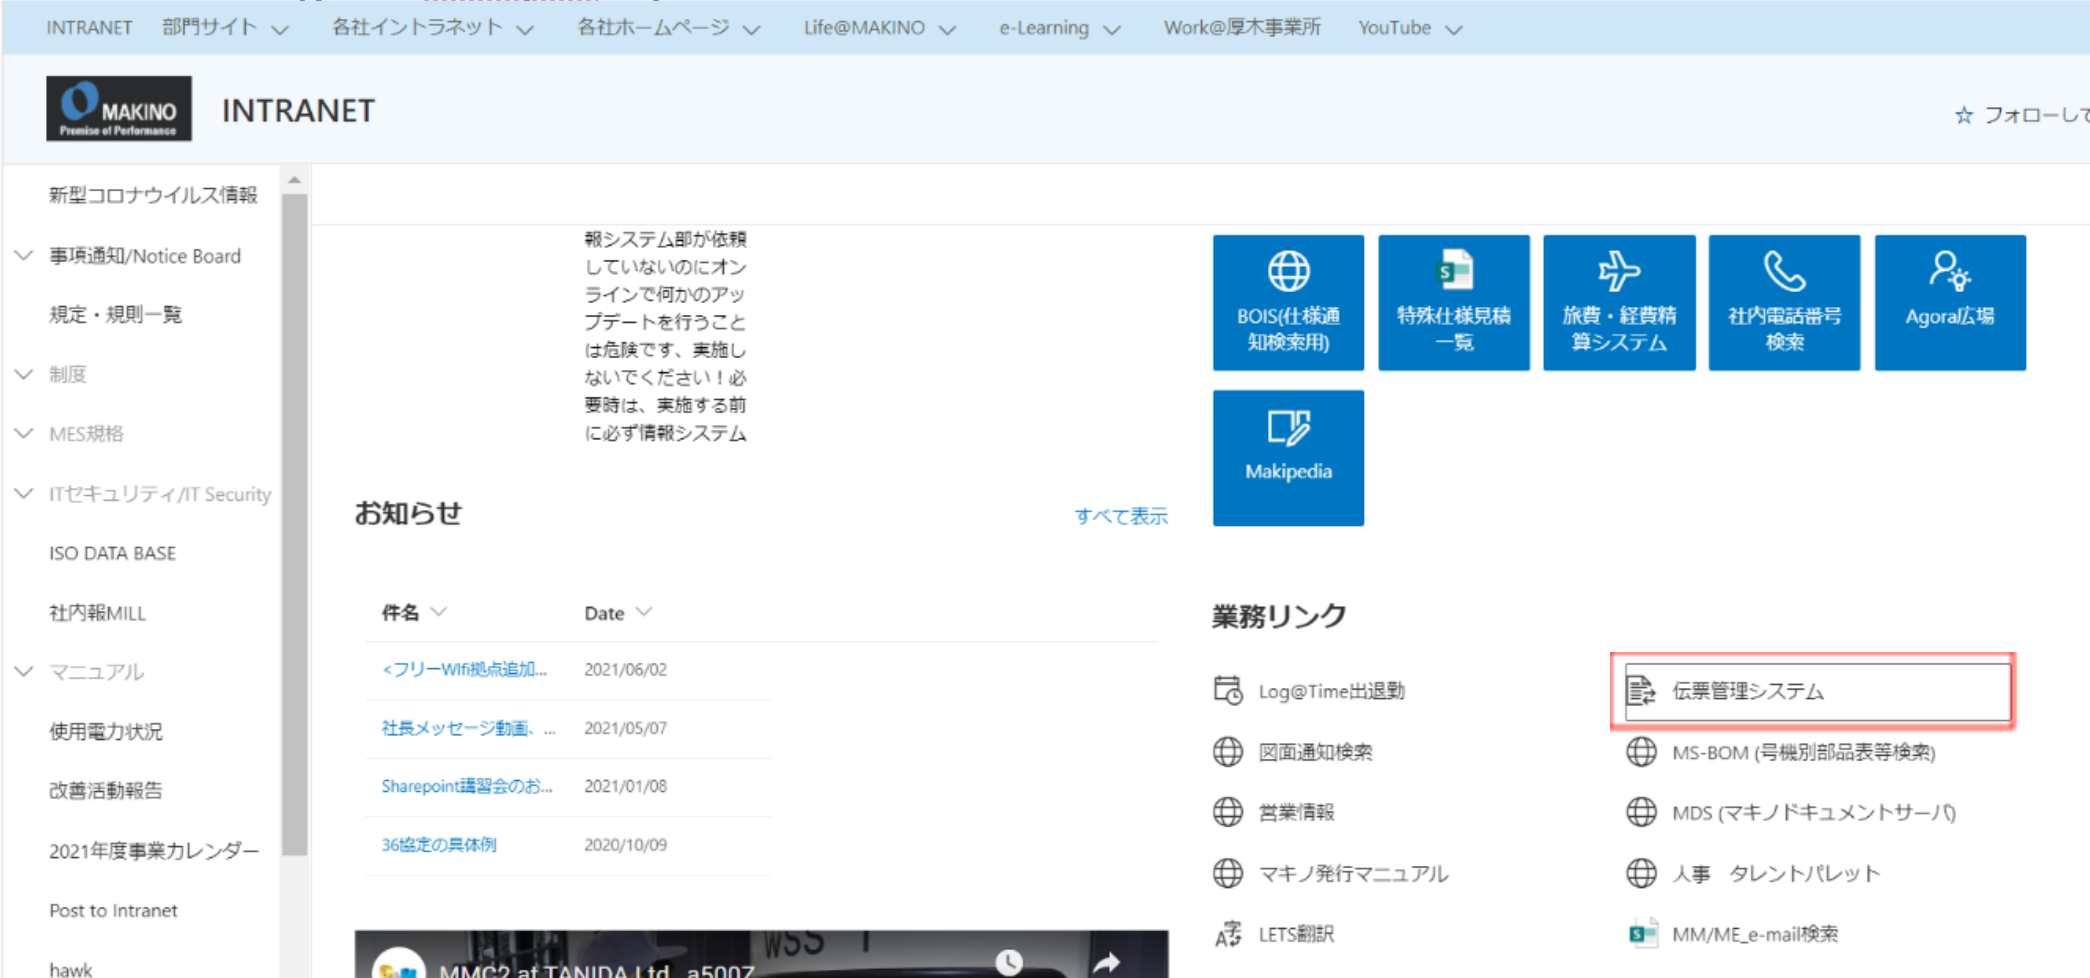 INTRANET 部門サイト 各社イントラネット 各社ホームページ Life@MAKINO e-Learning Work@厚木事業所 YouTube
MAKINO
Premise of Performance
INTRANET
☆ フォローして
新型コロナウイルス情報
事項通知/Notice Board
規定・規則一覧
制度
MES規格
ITセキュリティ/IT Security
ISO DATA BASE
社内報MILL
マニュアル
使用電力状況
改善活動報告
2021年度事業カレンダー
Post to Intranet
hawk
報システム部が依頼
していないのにオン
ラインで何かのアッ
プデートを行うこと
は危険です、実施し
ないでください！必
要時は、実施する前
に必ず情報システム
お知らせ
すべて表示
件名 Date
<フリーWIfi拠点追加... 2021/06/02
社長メッセージ動画、... 2021/05/07
Sharepoint講習会のお... 2021/01/08
36協定の具体例 2020/10/09
WSS
MMC2 at TANIDA Ltd., a500Z
BOIS(仕様通
知検索用)
特殊仕様見積
一覧
旅費・経費精
算システム
社内電話番号
検索
Agora広場
Makipedia
業務リンク
Log@Time出退勤
伝票管理システム
図面通知検索
MS-BOM (号機別部品表等検索)
営業情報
MDS (マキノドキュメントサーバ)
マキノ発行マニュアル
人事　タレントパレット
LETS翻訳
MM/ME_e-mail検索